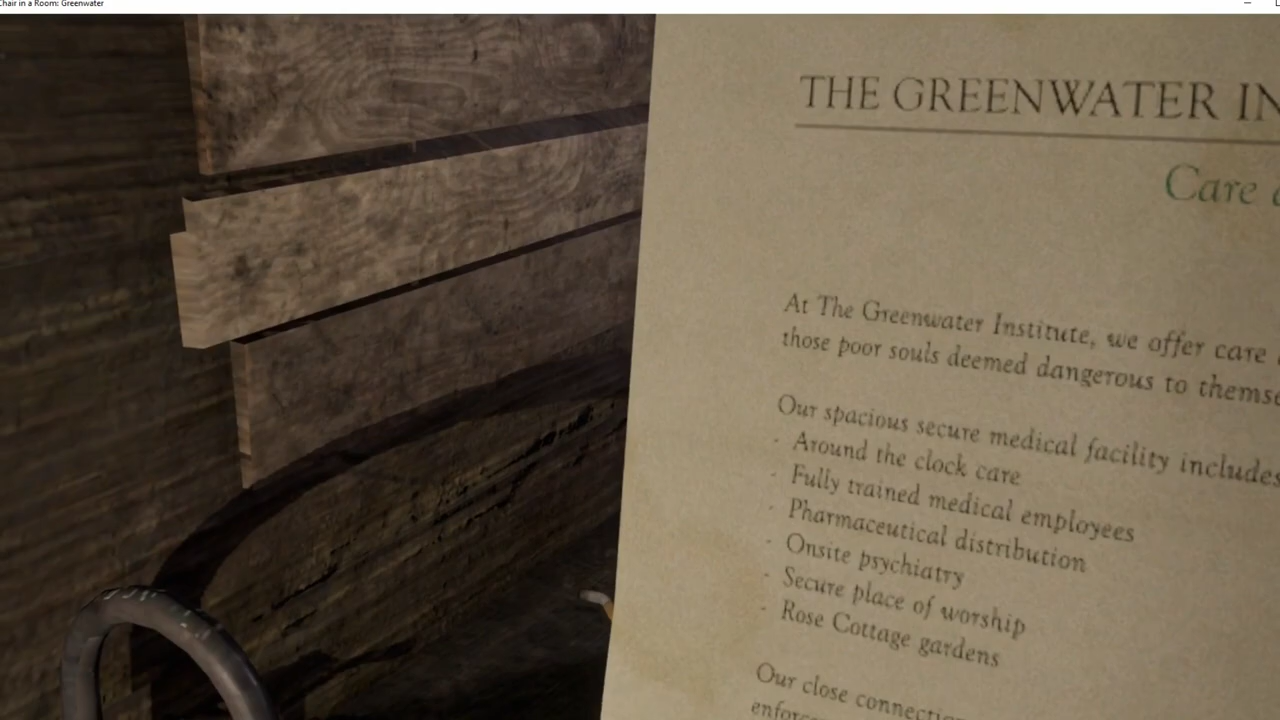 Chair in a Room: Greenwater
THE GREENWATER IN
Care
At The Greenwater Institute, we offer care
those poor souls deemed dangerous to themse
Our spacious secure medical facility includes
- Around the clock care
- Fully trained medical employees
- Pharmaceutical distribution
- Onsite psychiatry
- Secure place of worship
- Rose Cottage gardens
Our close connectio
enforce